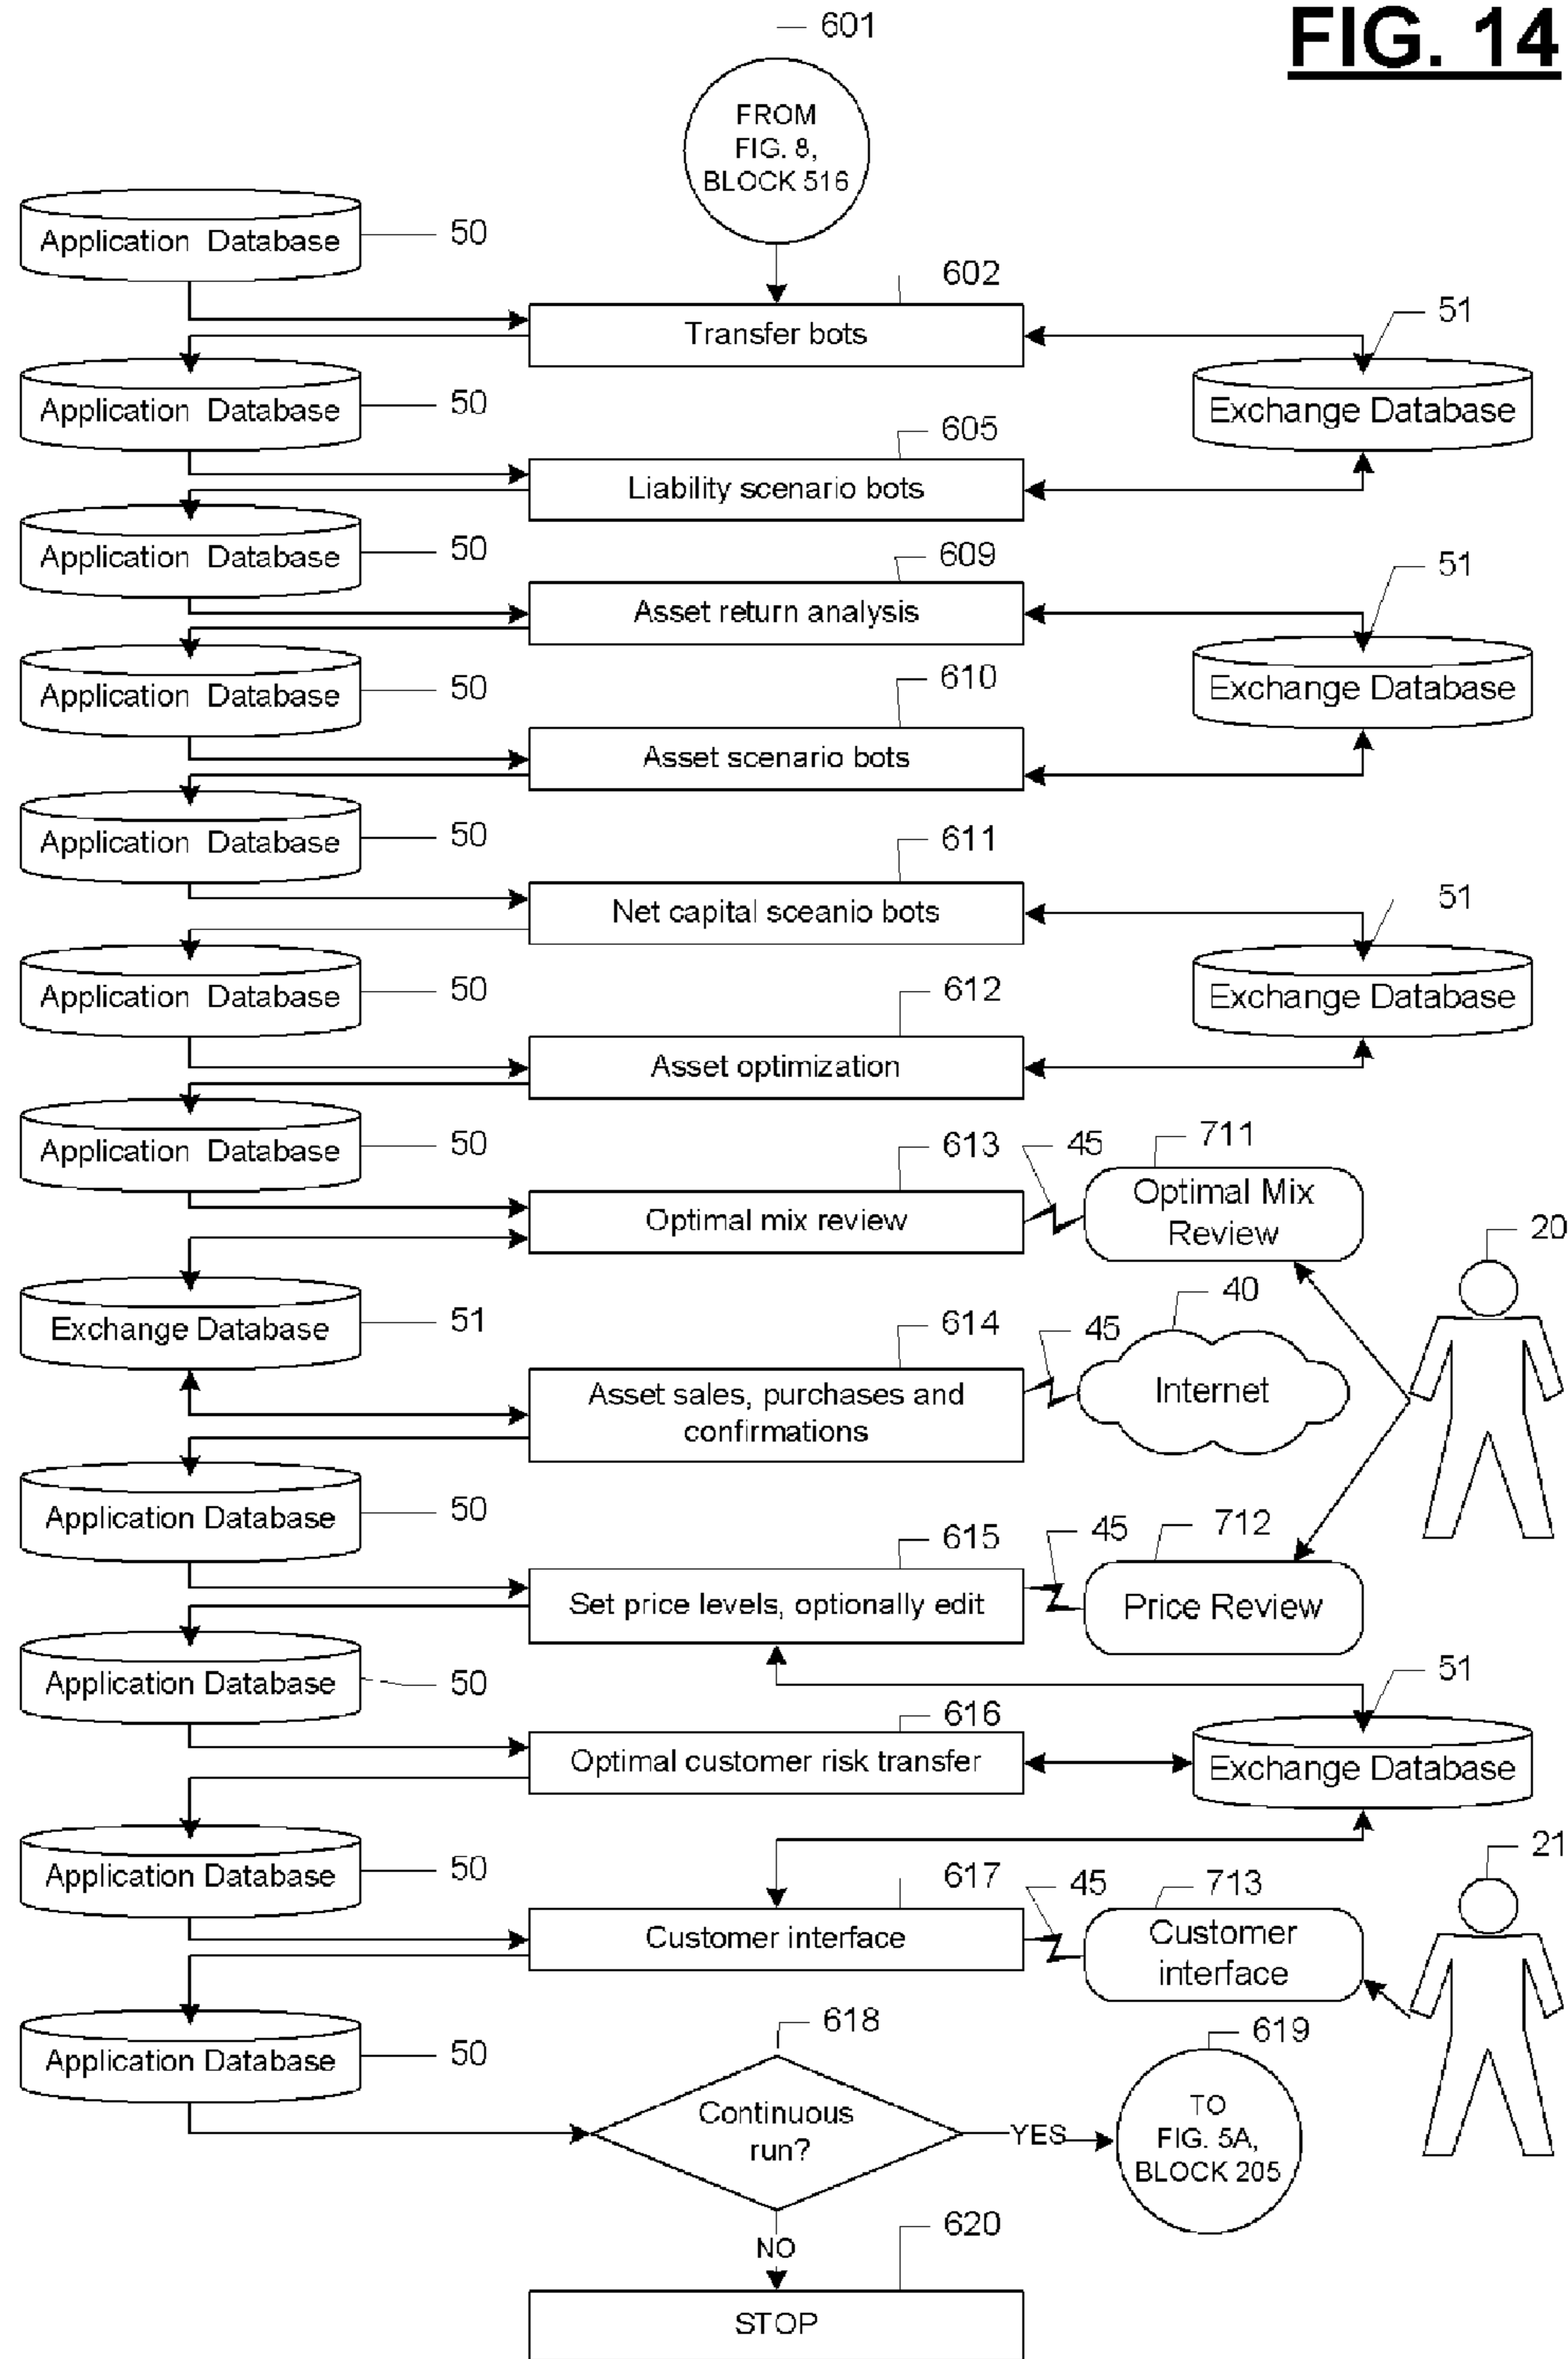 FIG. 14
601
FROM
FIG. 8,
BLOCK 516
Application Database
50
602
Transfer bots
51
Exchange Database
Application Database
50
605
Liability scenario bots
Application Database
50
609
Asset return analysis
51
Exchange Database
Application Database
50
610
Asset scenario bots
Application Database
50
611
Net capital sceanio bots
51
Exchange Database
Application Database
50
612
Asset optimization
Application Database
50
613
Optimal mix review
45
711
Optimal Mix
Review
20
Exchange Database
51
614
Asset sales, purchases and
confirmations
45
40
Internet
Application Database
50
615
Set price levels, optionally edit
45
712
Price Review
Application Database
50
616
Optimal customer risk transfer
51
Exchange Database
Application Database
50
617
Customer interface
45
713
Customer
interface
21
Application Database
50
618
Continuous
run?
YES
619
TO
FIG. 5A,
BLOCK 205
NO
620
STOP